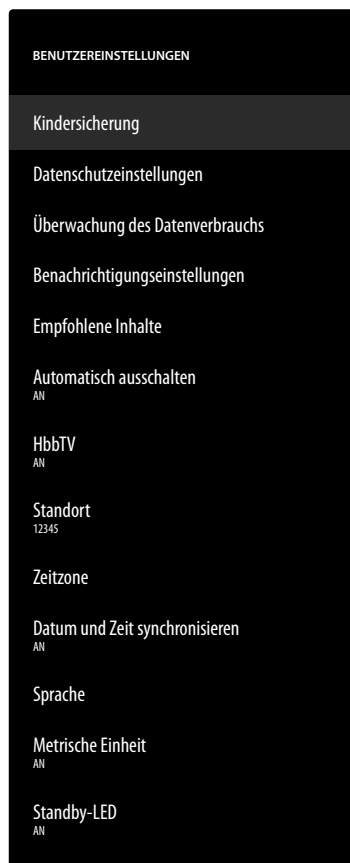 BENUTZEREINSTELLUNGEN
Kindersicherung
Datenschutzeinstellungen
Überwachung des Datenverbrauchs
Benachrichtigungseinstellungen
Empfohlene Inhalte
Automatisch ausschalten
AN
HbbTV
AN
Standort
12345
Zeitzone
Datum und Zeit synchronisieren
AN
Sprache
Metrische Einheit
AN
Standby-LED
AN